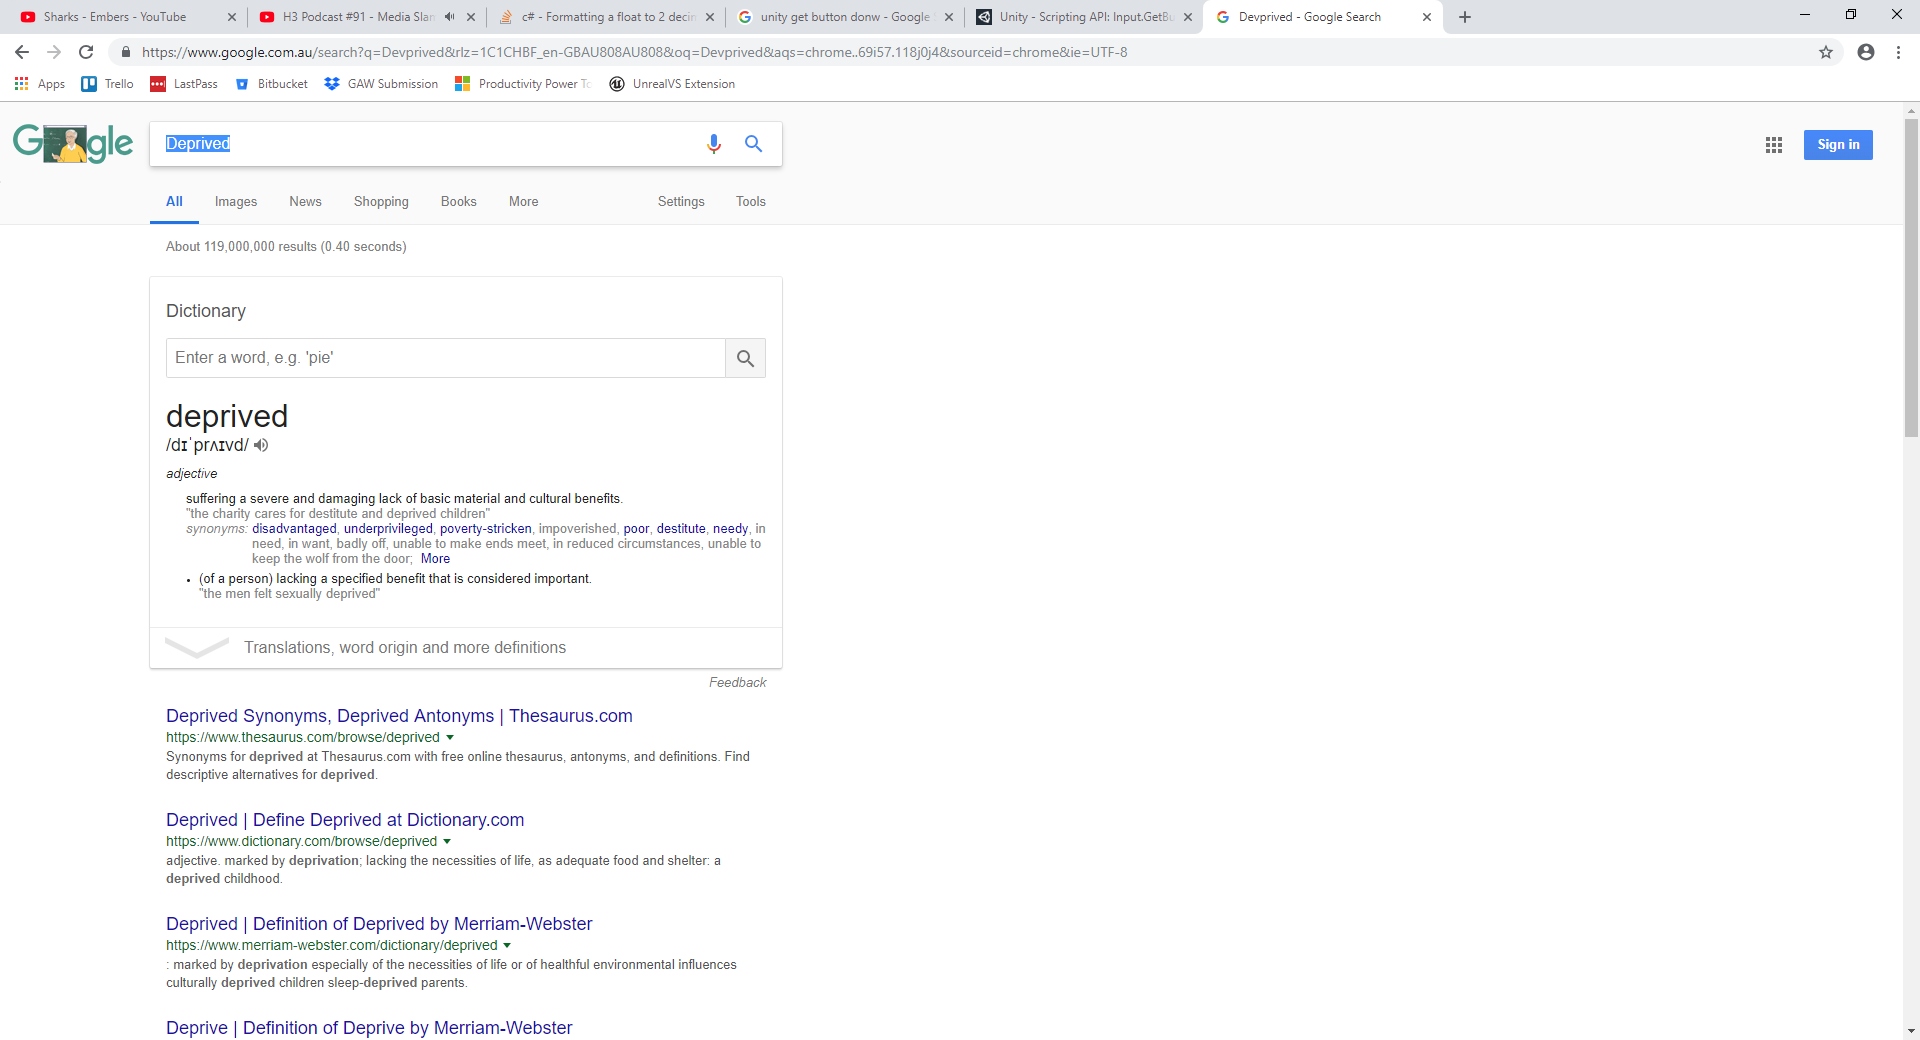 Sharks - Embers - YouTube
H3 Podcast #91 - Media Slan
c# - Formatting a float to 2 decin
unity get button donw - Google
Unity - Scripting API: Input.GetBu
Devprived - Google Search
https://www.google.com.au/search?q=Devprived&rlz=1C1CHBF_en-GBAU808AU808&oq=Devprived&aqs=chrome..69i57.118j0j4&sourceid=chrome&ie=UTF-8
Apps Trello LastPass Bitbucket GAW Submission Productivity Power To UnrealVS Extension
G gle
Deprived
Sign in
All Images News Shopping Books More Settings Tools
About 119,000,000 results (0.40 seconds)
Dictionary
Enter a word, e.g. 'pie'
deprived
/dɪˈprʌɪvd/
adjective
suffering a severe and damaging lack of basic material and cultural benefits.
"the charity cares for destitute and deprived children"
synonyms: disadvantaged, underprivileged, poverty-stricken, impoverished, poor, destitute, needy, in
need, in want, badly off, unable to make ends meet, in reduced circumstances, unable to
keep the wolf from the door; More
• (of a person) lacking a specified benefit that is considered important.
"the men felt sexually deprived"
Translations, word origin and more definitions
Feedback
Deprived Synonyms, Deprived Antonyms | Thesaurus.com
https://www.thesaurus.com/browse/deprived
Synonyms for deprived at Thesaurus.com with free online thesaurus, antonyms, and definitions. Find
descriptive alternatives for deprived.
Deprived | Define Deprived at Dictionary.com
https://www.dictionary.com/browse/deprived
adjective. marked by deprivation; lacking the necessities of life, as adequate food and shelter: a
deprived childhood.
Deprived | Definition of Deprived by Merriam-Webster
https://www.merriam-webster.com/dictionary/deprived
: marked by deprivation especially of the necessities of life or of healthful environmental influences
culturally deprived children sleep-deprived parents.
Deprive | Definition of Deprive by Merriam-Webster